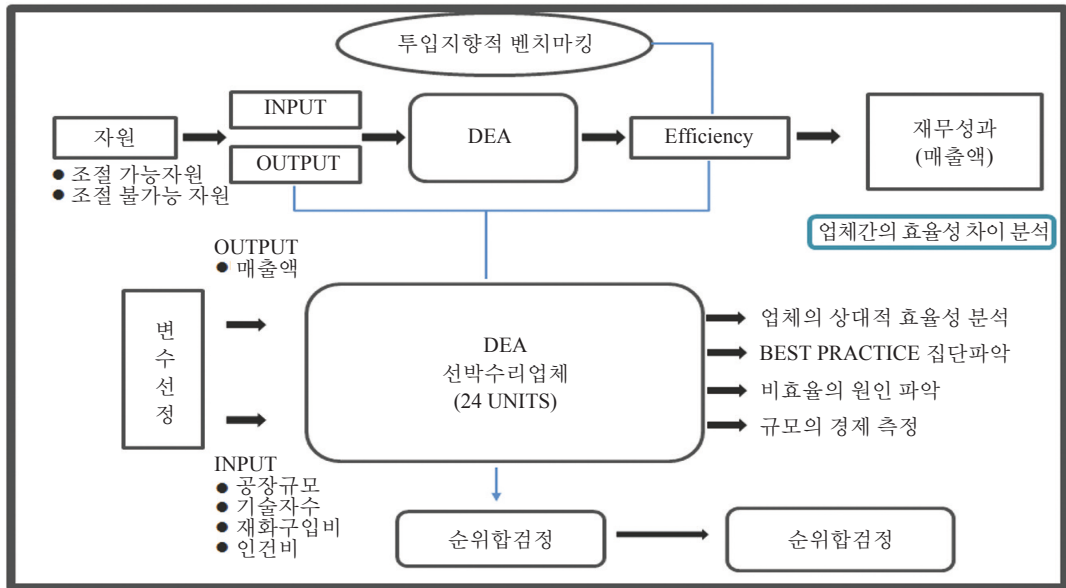 투입지향적 벤치마킹
자원
● 조절 가능자원
● 조절 불가능 자원
INPUT
OUTPUT
DEA
Efficiency
재무성과
(매출액)
업체간의 효율성 차이 분석
변
수
선
정
OUTPUT
● 매출액
INPUT
● 공장규모
● 기술자수
● 재화구입비
● 인건비
DEA
선박수리업체
(24 UNITS)
업체의 상대적 효율성 분석
BEST PRACTICE 집단파악
비효율의 원인 파악
규모의 경제 측정
순위합검정
순위합검정